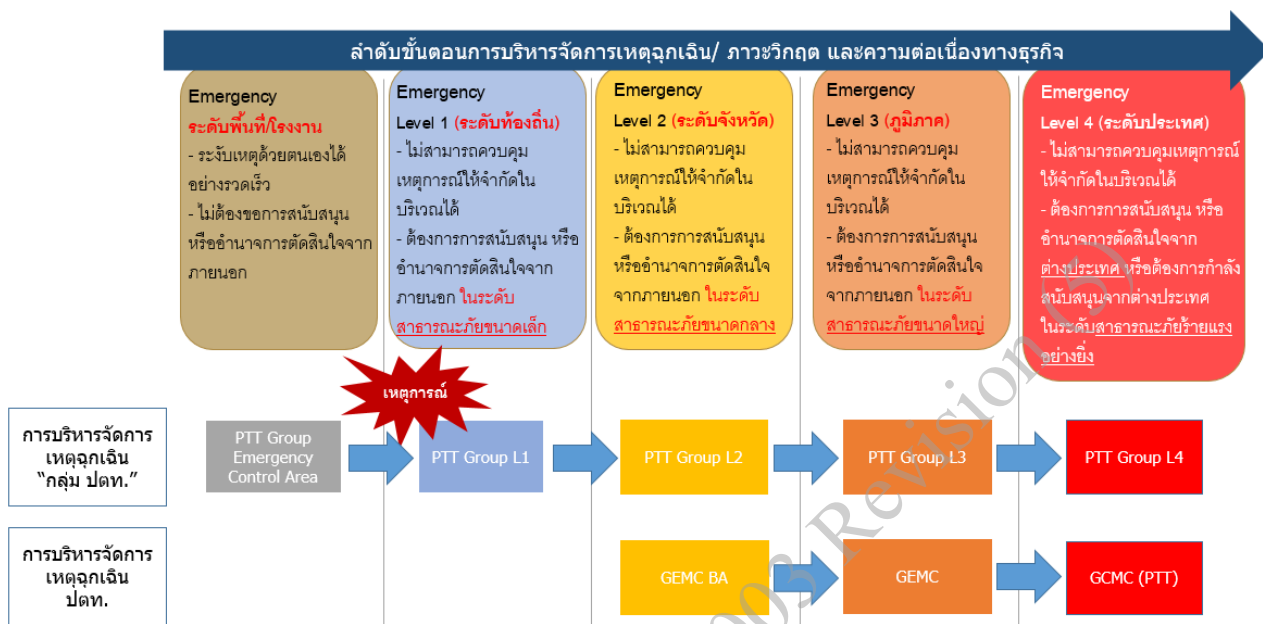 ลำดับขั้นตอนการบริหารจัดการเหตุฉุกเฉิน/ ภาวะวิกฤต และความต่อเนื่องทางธุรกิจ
Emergency
ระดับพื้นที่/โรงงาน
- ระงับเหตุด้วยตนเองได้
อย่างรวดเร็ว
- ไม่ต้องขอการสนับสนุน
หรืออำนาจการตัดสินใจจาก
ภายนอก
Emergency
Level 1 (ระดับท้องถิ่น)
- ไม่สามารถควบคุม
เหตุการณ์ให้จำกัดใน
บริเวณได้
- ต้องการการสนับสนุน หรือ
อำนาจการตัดสินใจจาก
ภายนอก ในระดับ
สาธารณะภัยขนาดเล็ก
Emergency
Level 2 (ระดับจังหวัด)
- ไม่สามารถควบคุม
เหตุการณ์ให้จำกัดใน
บริเวณได้
- ต้องการการสนับสนุน
หรืออำนาจการตัดสินใจ
จากภายนอก ในระดับ
สาธารณะภัยขนาดกลาง
Emergency
Level 3 (ภูมิภาค)
- ไม่สามารถควบคุม
เหตุการณ์ให้จำกัดใน
บริเวณได้
- ต้องการการสนับสนุน
หรืออำนาจการตัดสินใจ
จากภายนอก ในระดับ
สาธารณะภัยขนาดใหญ่
Emergency
Level 4 (ระดับประเทศ)
- ไม่สามารถควบคุมเหตุการณ์
ให้จำกัดในบริเวณได้
- ต้องการการสนับสนุน หรือ
อำนาจการตัดสินใจจาก
ต่างประเทศ หรือต้องการกำลัง
สนับสนุนจากต่างประเทศ
ในระดับสาธารณะภัยร้ายแรง
อย่างยิ่ง
เหตุการณ์
การบริหารจัดการ
เหตุฉุกเฉิน
“กลุ่ม ปตท.”
PTT Group
Emergency
Control Area
PTT Group L1
PTT Group L2
PTT Group L3
PTT Group L4
การบริหารจัดการ
เหตุฉุกเฉิน
ปตท.
GEMC BA
GEMC
GCMC (PTT)
003 Revision (5)